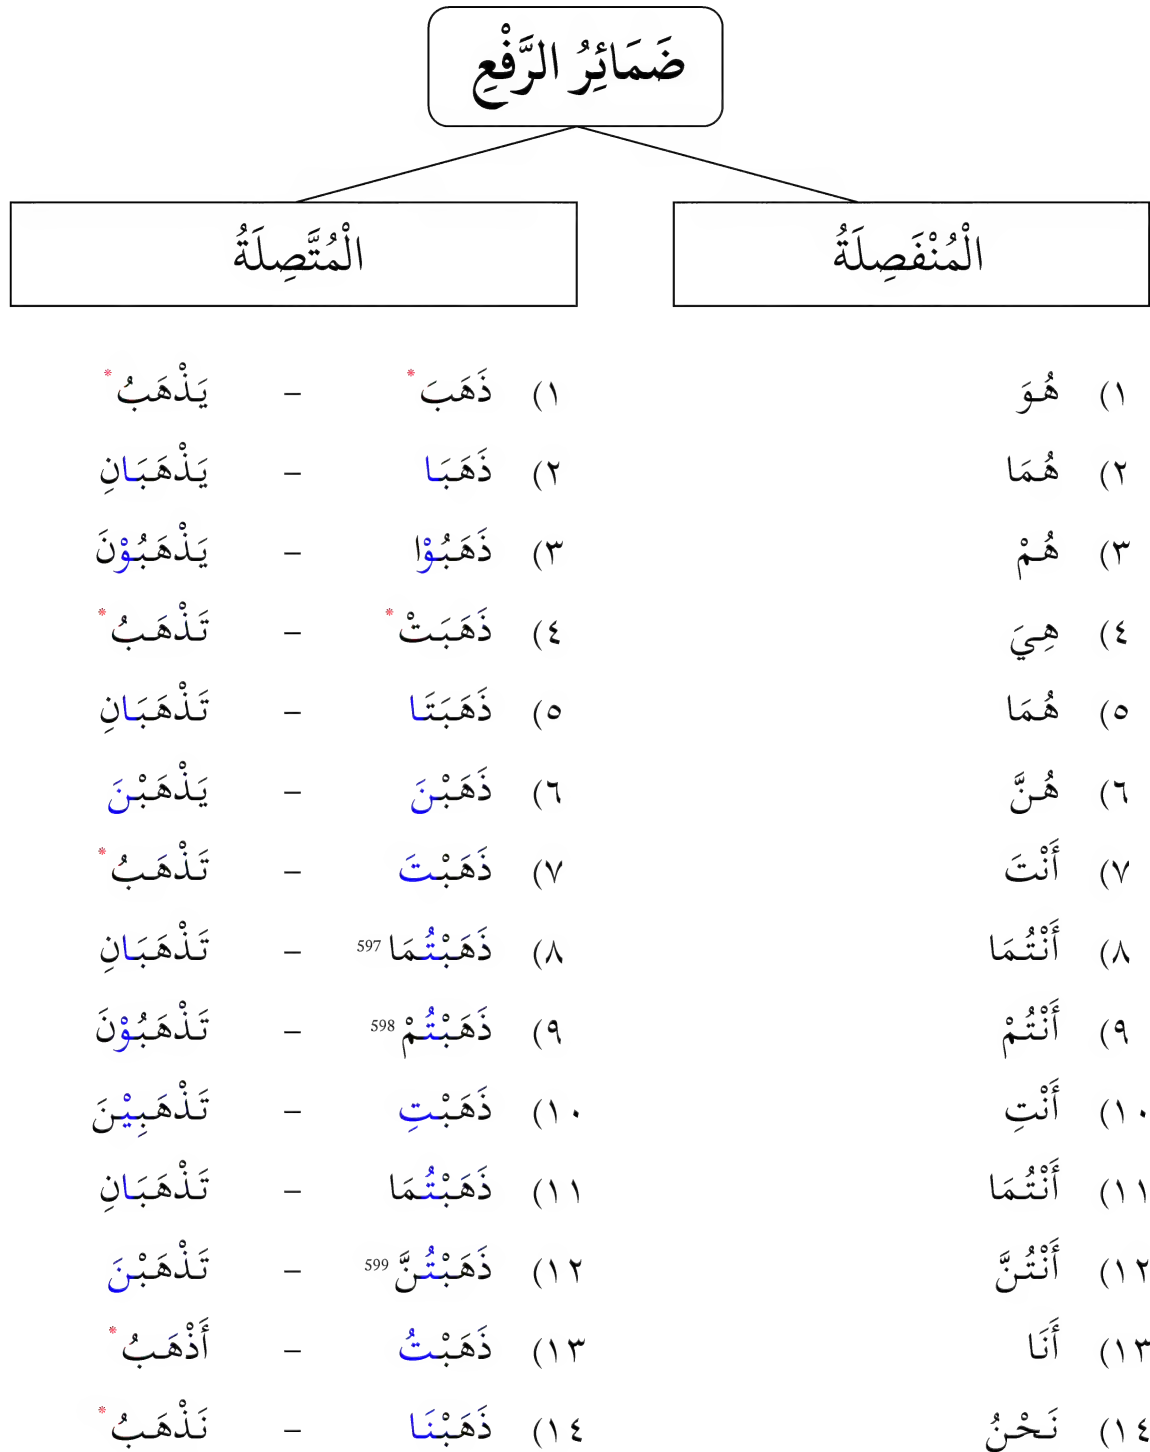 ضَمَائِرُ الرَّفْعِ
الْمُنْفَصِلَةُ الْمُتَّصِلَةُ
١) هُوَ ١) ذَهَبَ* – يَذْهَبُ*
٢) هُمَا ٢) ذَهَبَا – يَذْهَبَانِ
٣) هُمْ ٣) ذَهَبُوْا – يَذْهَبُوْنَ
٤) هِيَ ٤) ذَهَبَتْ* – تَذْهَبُ*
٥) هُمَا ٥) ذَهَبَتَا – تَذْهَبَانِ
٦) هُنَّ ٦) ذَهَبْنَ – يَذْهَبْنَ
٧) أَنْتَ ٧) ذَهَبْتَ – تَذْهَبُ*
٨) أَنْتُمَا ٨) ذَهَبْتُمَا 597 – تَذْهَبَانِ
٩) أَنْتُمْ ٩) ذَهَبْتُمْ 598 – تَذْهَبُوْنَ
١٠) أَنْتِ ١٠) ذَهَبْتِ – تَذْهَبِيْنَ
١١) أَنْتُمَا ١١) ذَهَبْتُمَا – تَذْهَبَانِ
١٢) أَنْتُنَّ ١٢) ذَهَبْتُنَّ 599 – تَذْهَبْنَ
١٣) أَنَا ١٣) ذَهَبْتُ – أَذْهَبُ*
١٤) نَحْنُ ١٤) ذَهَبْنَا – نَذْهَبُ*